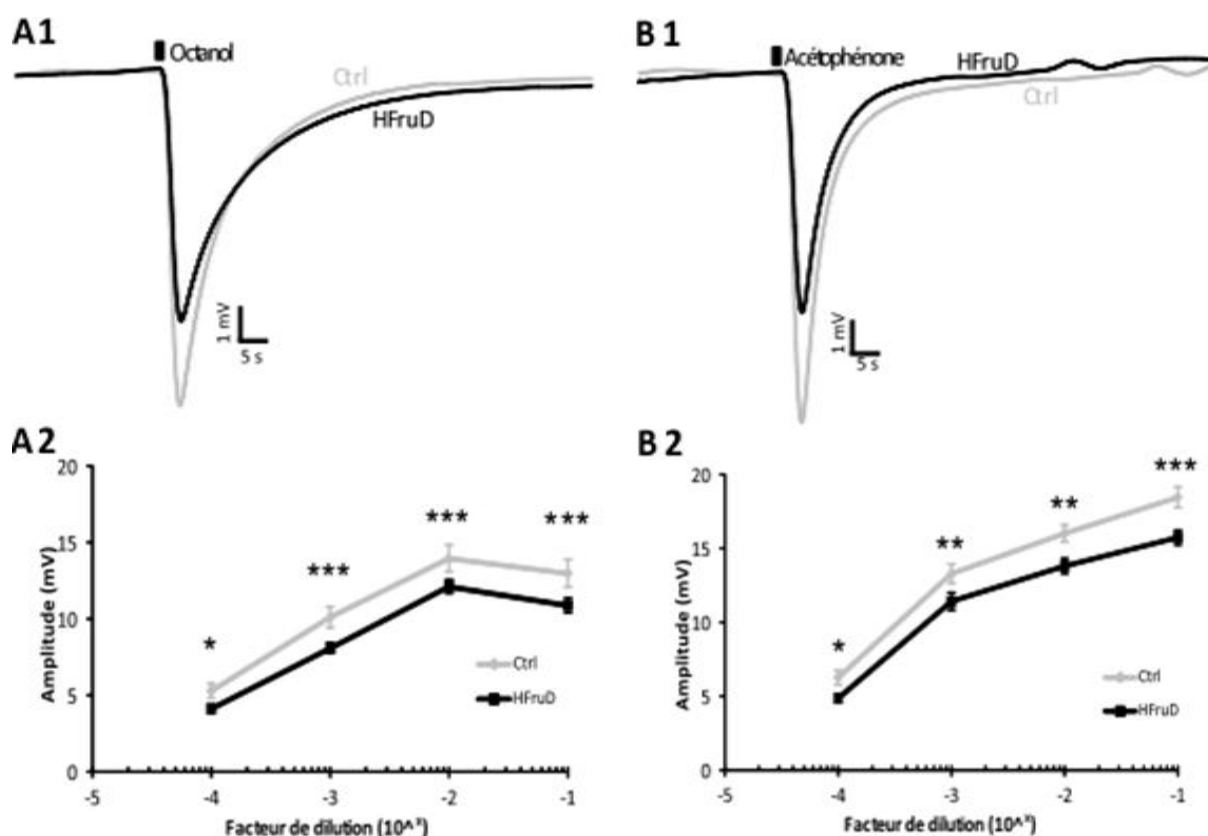 A1
Octanol
Ctrl
HFruD
1 mV
5 s
B1
Acétophénone
HFruD
Ctrl
1 mV
5 s
A2
20
15
10
5
0
-5 -4 -3 -2 -1
Amplitude (mV)
Facteur de dilution (10^ˣ)
* *** *** ***
Ctrl
HFruD
B2
20
15
10
5
0
-5 -4 -3 -2 -1
Amplitude (mV)
Facteur de dilution (10^ˣ)
* ** ** ***
Ctrl
HFruD